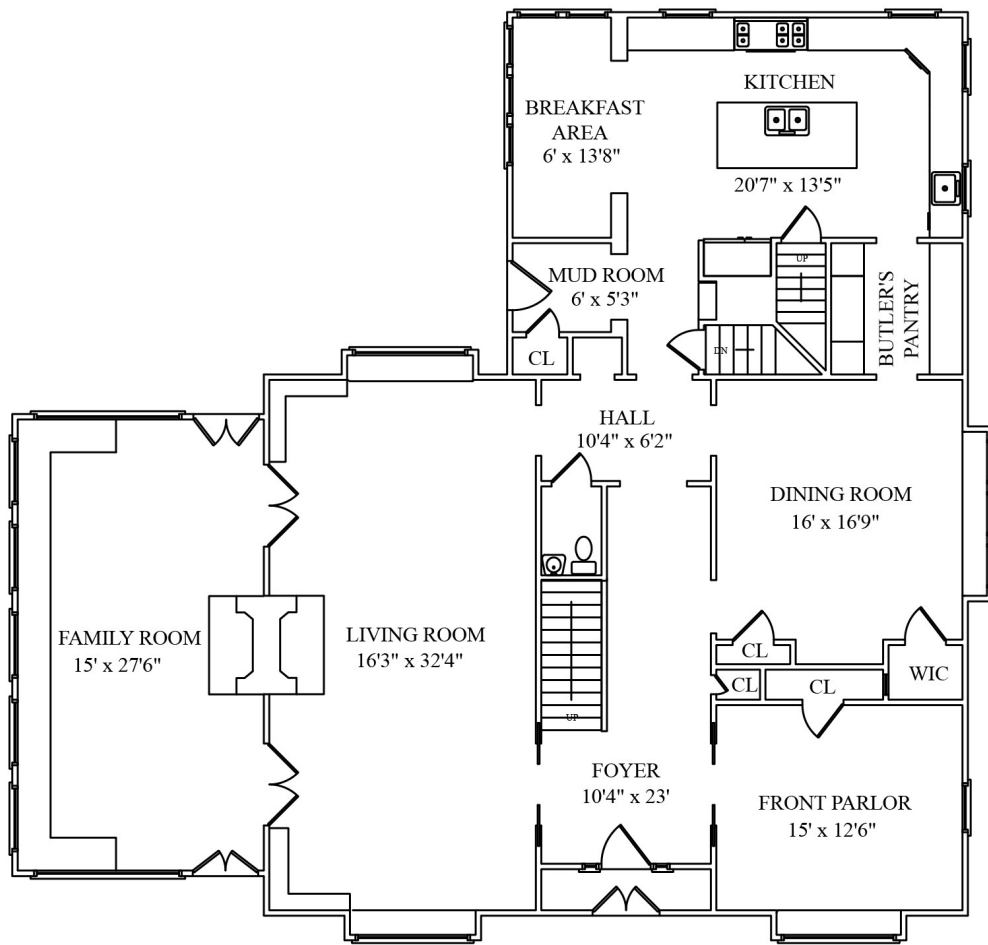 KITCHEN
BREAKFAST
AREA
6' x 13'8"
20'7" x 13'5"
UP
MUD ROOM
6' x 5'3"
BUTLER'S
PANTRY
CL
DN
HALL
10'4" x 6'2"
DINING ROOM
16' x 16'9"
FAMILY ROOM
15' x 27'6"
LIVING ROOM
16'3" x 32'4"
CL
WIC
CL
CL
UP
FOYER
10'4" x 23'
FRONT PARLOR
15' x 12'6"